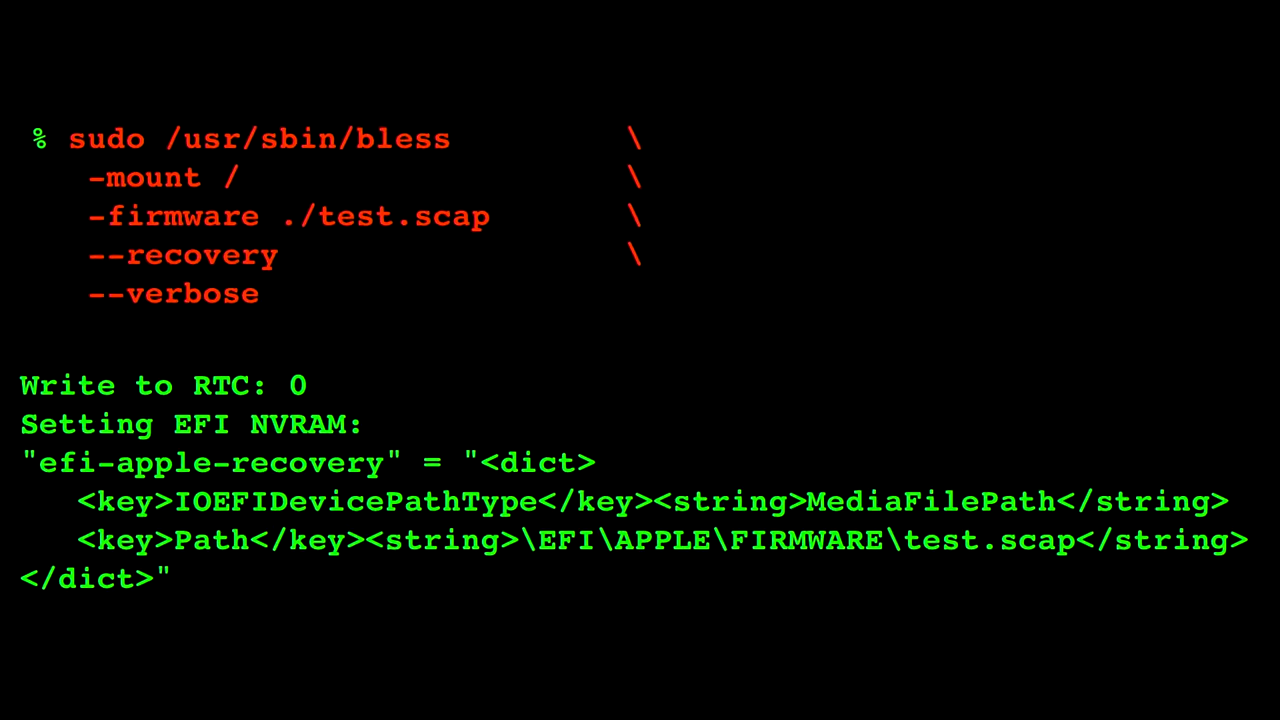 % sudo /usr/sbin/bless \
-mount / \
-firmware ./test.scap \
--recovery \
--verbose
Write to RTC: 0
Setting EFI NVRAM:
"efi-apple-recovery" = "<dict>
<key>IOEFIDevicePathType</key><string>MediaFilePath</string>
<key>Path</key><string>\EFI\APPLE\FIRMWARE\test.scap</string>
</dict>"